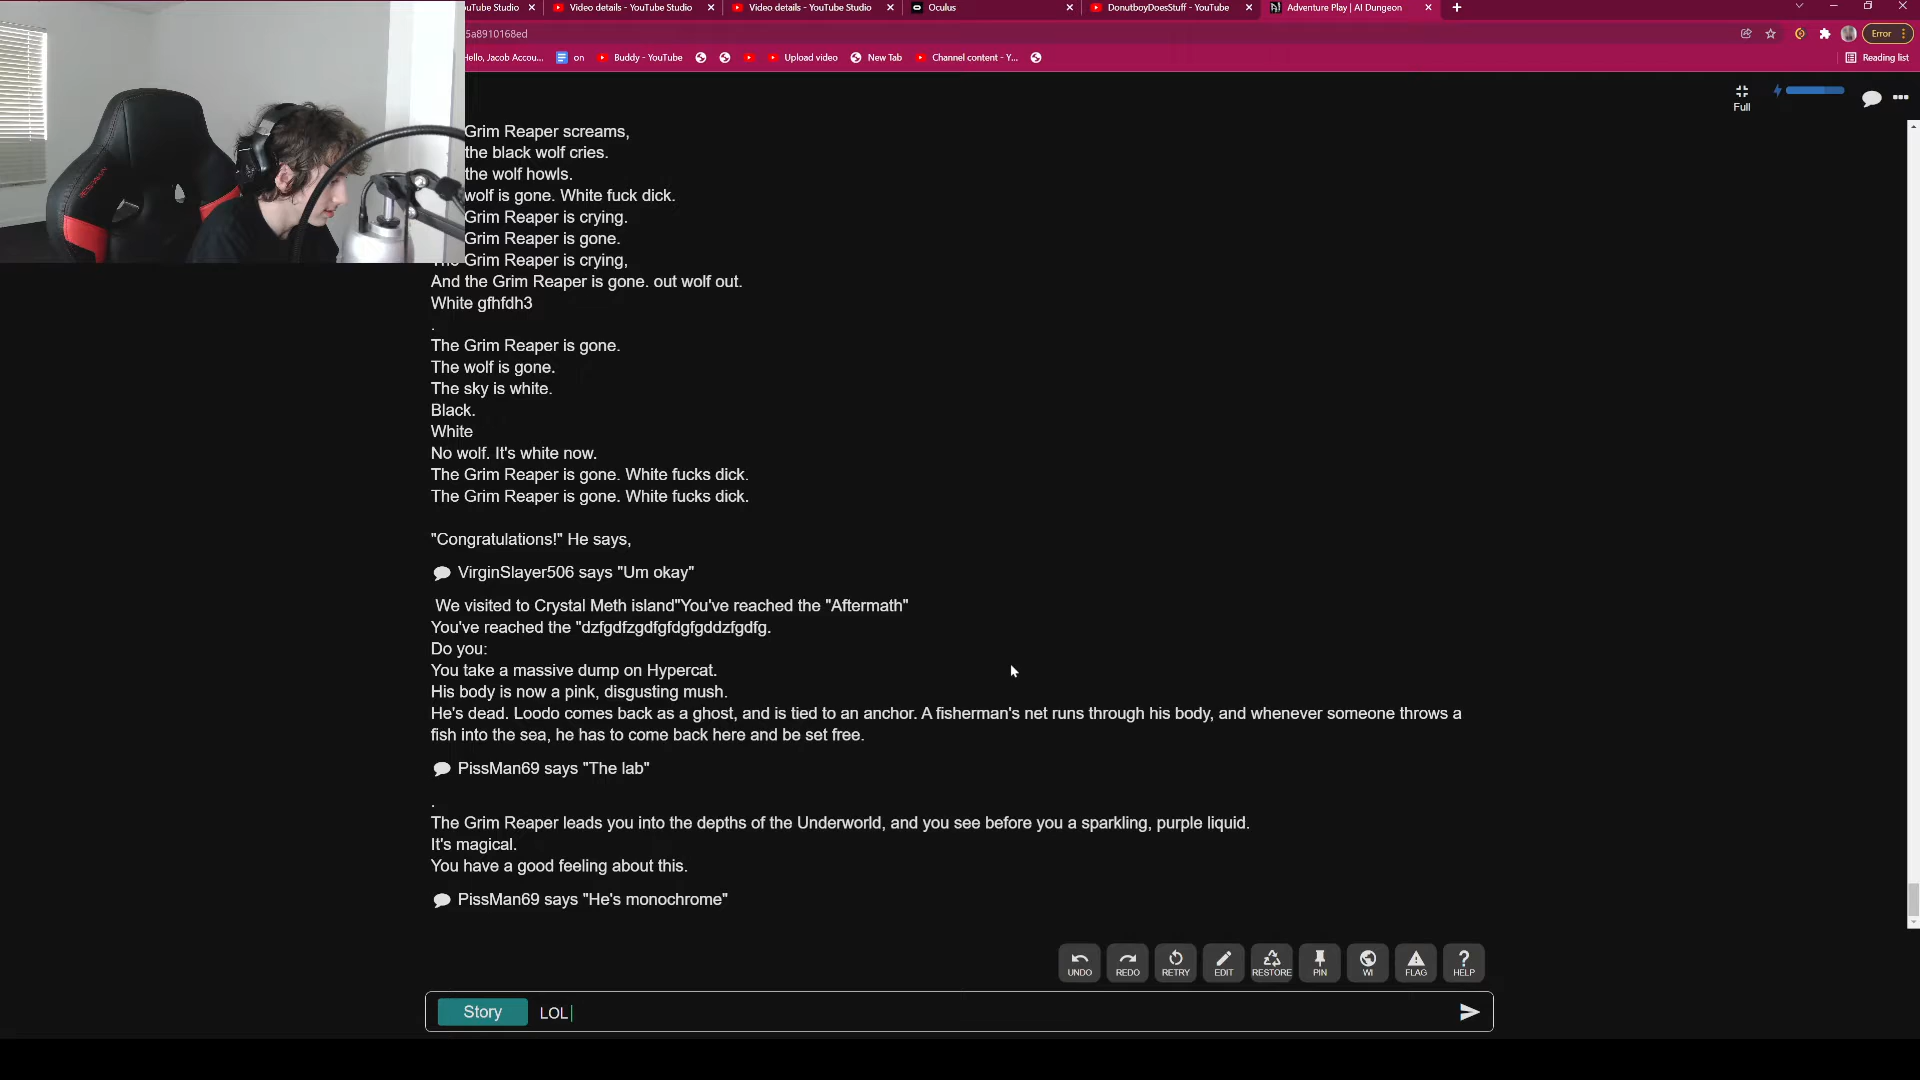 ouTube Studio
Video details - YouTube Studio
Video details - YouTube Studio
Oculus
DonutboyDoesStuff - YouTube
Adventure Play | AI Dungeon
5a8910168ed
Error
Hello, Jacob Accou...
on
Buddy - YouTube
Upload video
New Tab
Channel content - Y...
Reading list
Full
Grim Reaper screams,
the black wolf cries.
the wolf howls.
wolf is gone. White fuck dick.
Grim Reaper is crying.
Grim Reaper is gone.
The Grim Reaper is crying,
And the Grim Reaper is gone. out wolf out.
White gfhfdh3
.
The Grim Reaper is gone.
The wolf is gone.
The sky is white.
Black.
White
No wolf. It's white now.
The Grim Reaper is gone. White fucks dick.
The Grim Reaper is gone. White fucks dick.
"Congratulations!" He says,
VirginSlayer506 says "Um okay"
We visited to Crystal Meth island"You've reached the "Aftermath"
You've reached the "dzfgdfzgdfgfdgfgddzfgdfg.
Do you:
You take a massive dump on Hypercat.
His body is now a pink, disgusting mush.
He's dead. Loodo comes back as a ghost, and is tied to an anchor. A fisherman's net runs through his body, and whenever someone throws a
fish into the sea, he has to come back here and be set free.
PissMan69 says "The lab"
.
The Grim Reaper leads you into the depths of the Underworld, and you see before you a sparkling, purple liquid.
It's magical.
You have a good feeling about this.
PissMan69 says "He's monochrome"
UNDO
REDO
RETRY
EDIT
RESTORE
PIN
WI
FLAG
HELP
Story
LOL